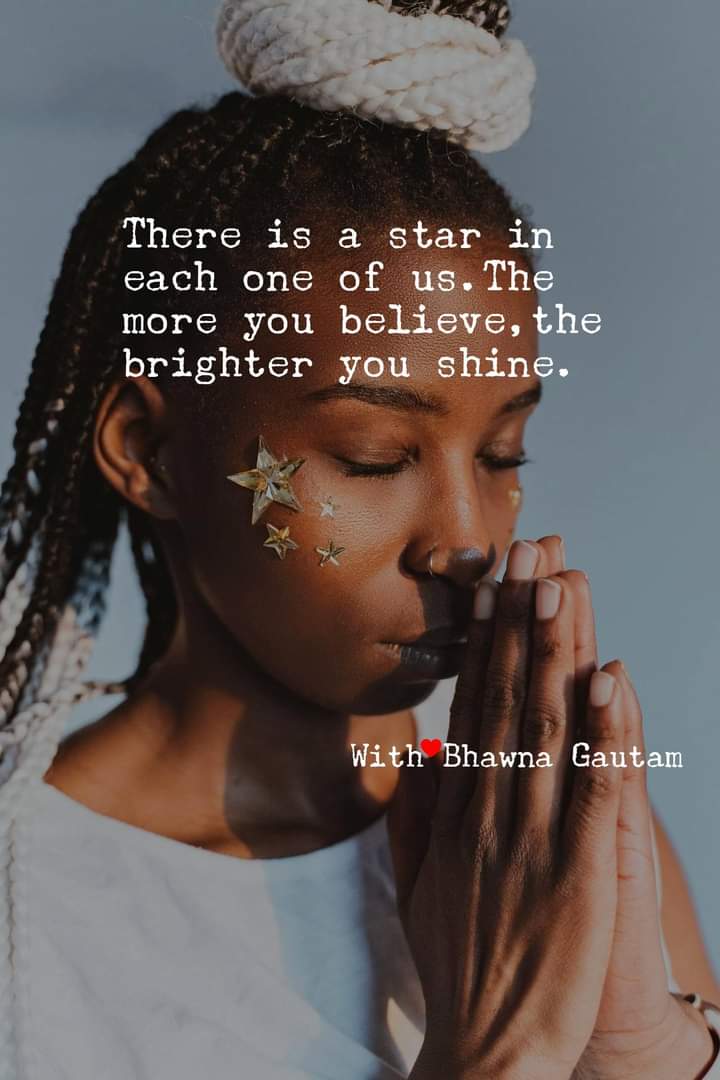 There is a star in
each one of us.The
more you believe,the
brighter you shine.
With❤Bhawna Gautam